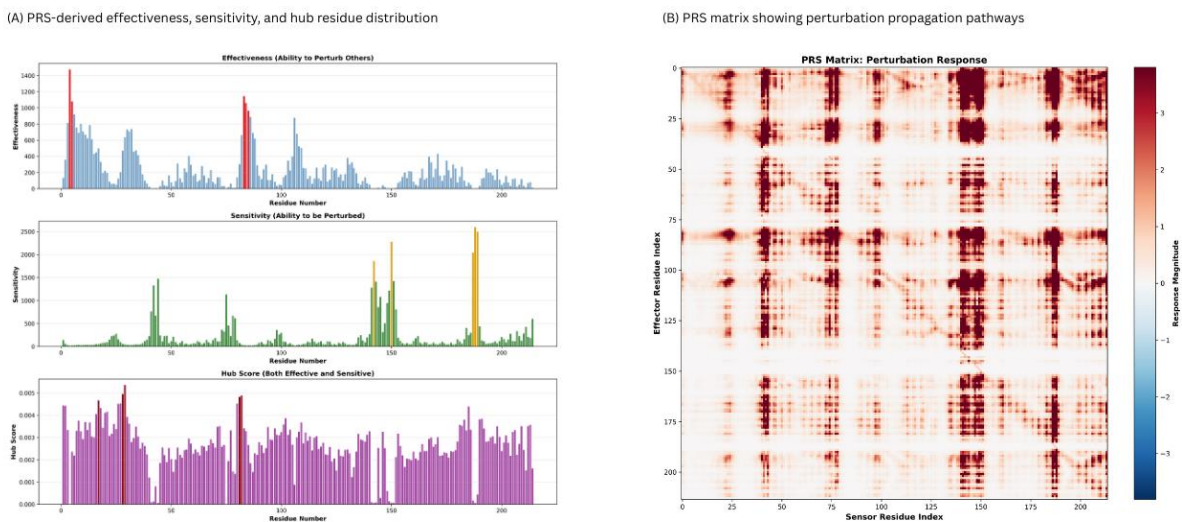 (A) PRS-derived effectiveness, sensitivity, and hub residue distribution
Effectiveness (Ability to Perturb Others)
Effectiveness
1400
1200
1000
800
600
400
200
0
0 50 100 150 200
Residue Number
Sensitivity (Ability to be Perturbed)
Sensitivity
2500
2000
1500
1000
500
0
0 50 100 150 200
Residue Number
Hub Score (Both Effective and Sensitive)
Hub Score
0.005
0.004
0.003
0.002
0.001
0.000
0 50 100 150 200
Residue Number
(B) PRS matrix showing perturbation propagation pathways
PRS Matrix: Perturbation Response
Effector Residue Index
0
25
50
75
100
125
150
175
200
0 25 50 75 100 125 150 175 200
Sensor Residue Index
3
2
1
0
−1
−2
−3
Response Magnitude